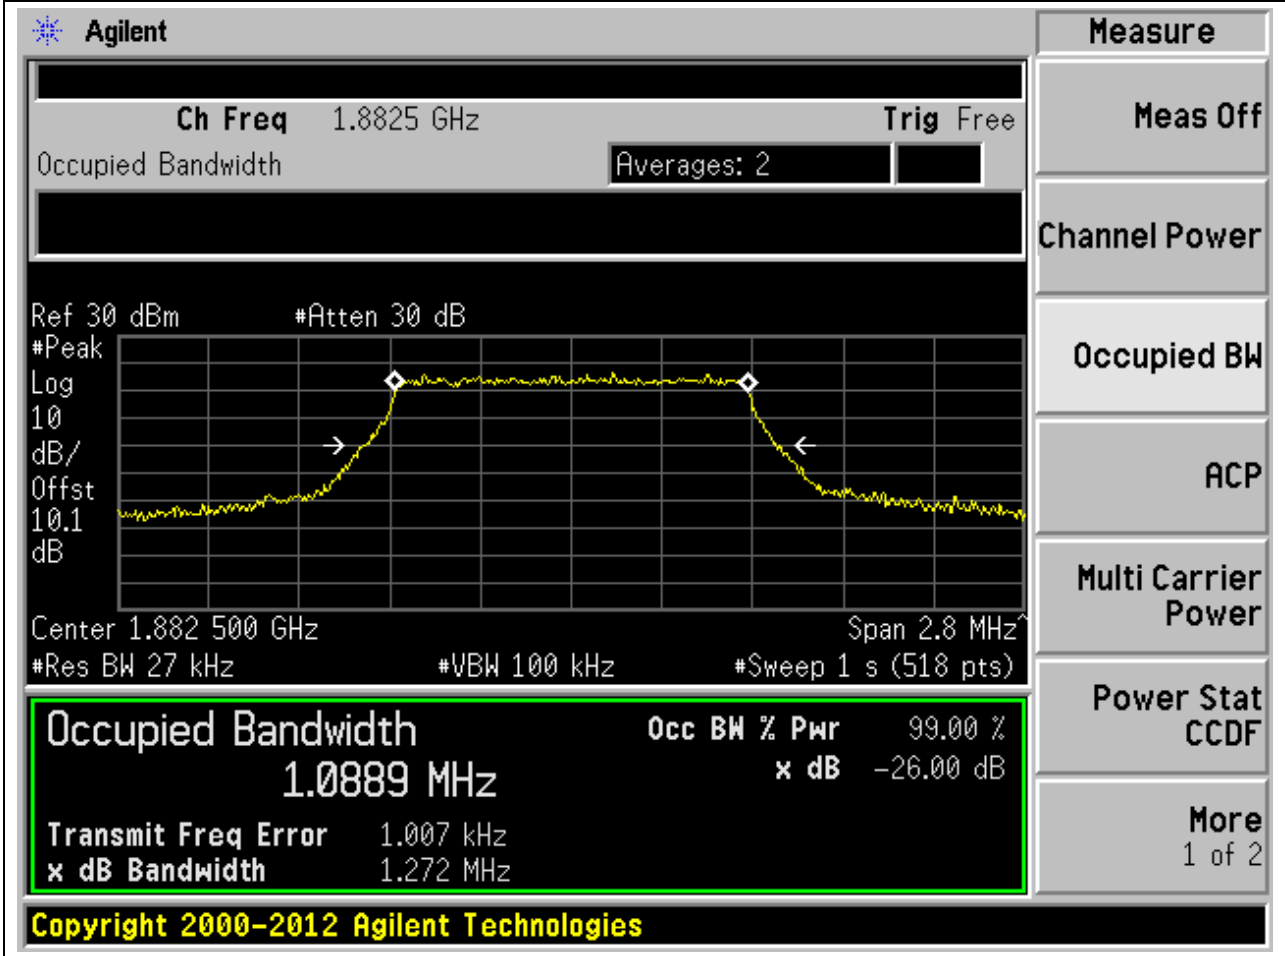 Agilent
Measure
Ch Freq 1.8825 GHz Trig Free
Occupied Bandwidth Averages: 2
Meas Off
Channel Power
Occupied BW
ACP
Multi Carrier
Power
Power Stat
CCDF
More
1 of 2
Ref 30 dBm #Atten 30 dB
#Peak
Log
10
dB/
Offst
10.1
dB
Center 1.882 500 GHz Span 2.8 MHz^
#Res BW 27 kHz #VBW 100 kHz #Sweep 1 s (518 pts)
Occupied Bandwidth Occ BW % Pwr 99.00 %
1.0889 MHz x dB -26.00 dB
Transmit Freq Error 1.007 kHz
x dB Bandwidth 1.272 MHz
Copyright 2000-2012 Agilent Technologies